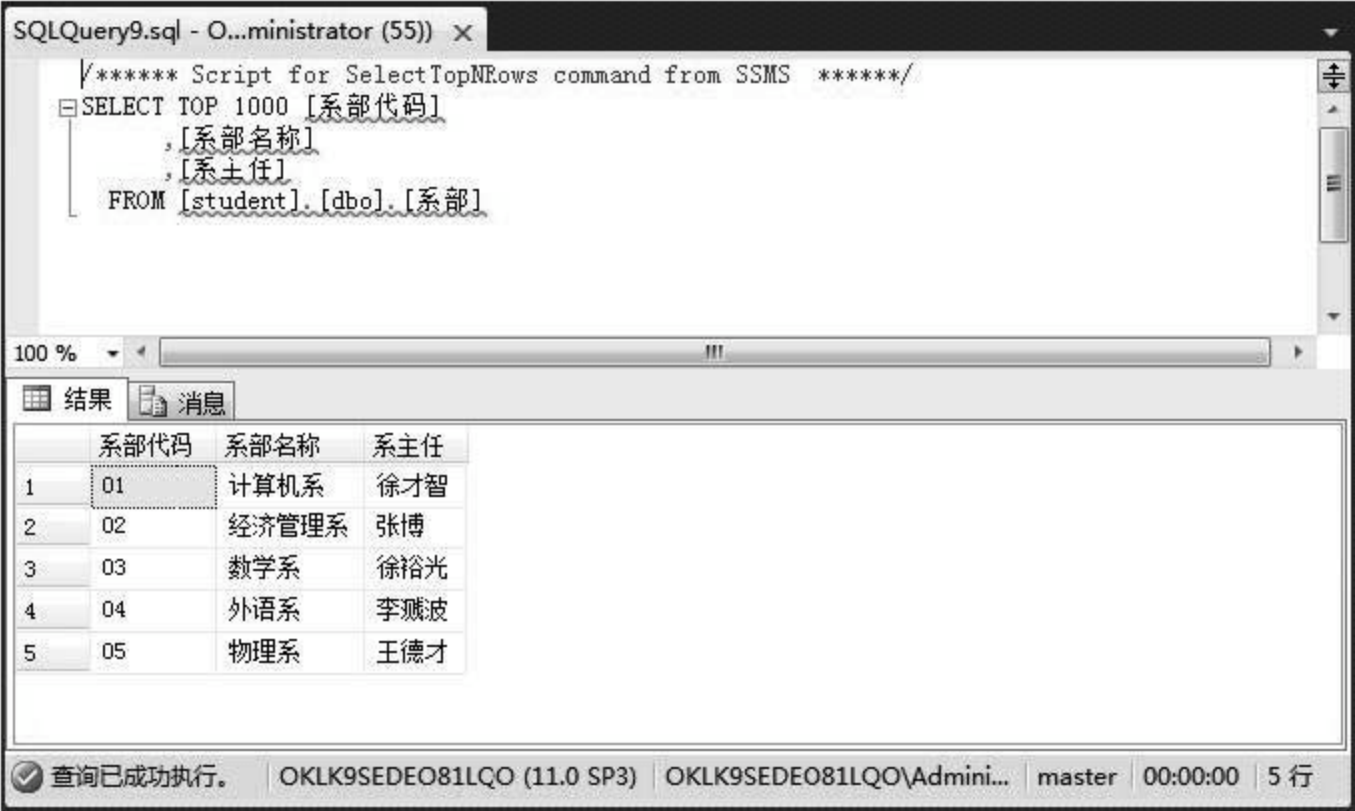 SQLQuery9.sql - O...ministrator (55))
/****** Script for SelectTopNRows command from SSMS ******/
SELECT TOP 1000 [系部代码]
,[系部名称]
,[系主任]
FROM [student].[dbo].[系部]
100 %
结果 消息
系部代码 系部名称 系主任
1 01 计算机系 徐才智
2 02 经济管理系 张博
3 03 数学系 徐裕光
4 04 外语系 李溅波
5 05 物理系 王德才
查询已成功执行。 OKLK9SEDEO81LQO (11.0 SP3) OKLK9SEDEO81LQO\Admini... master 00:00:00 5 行